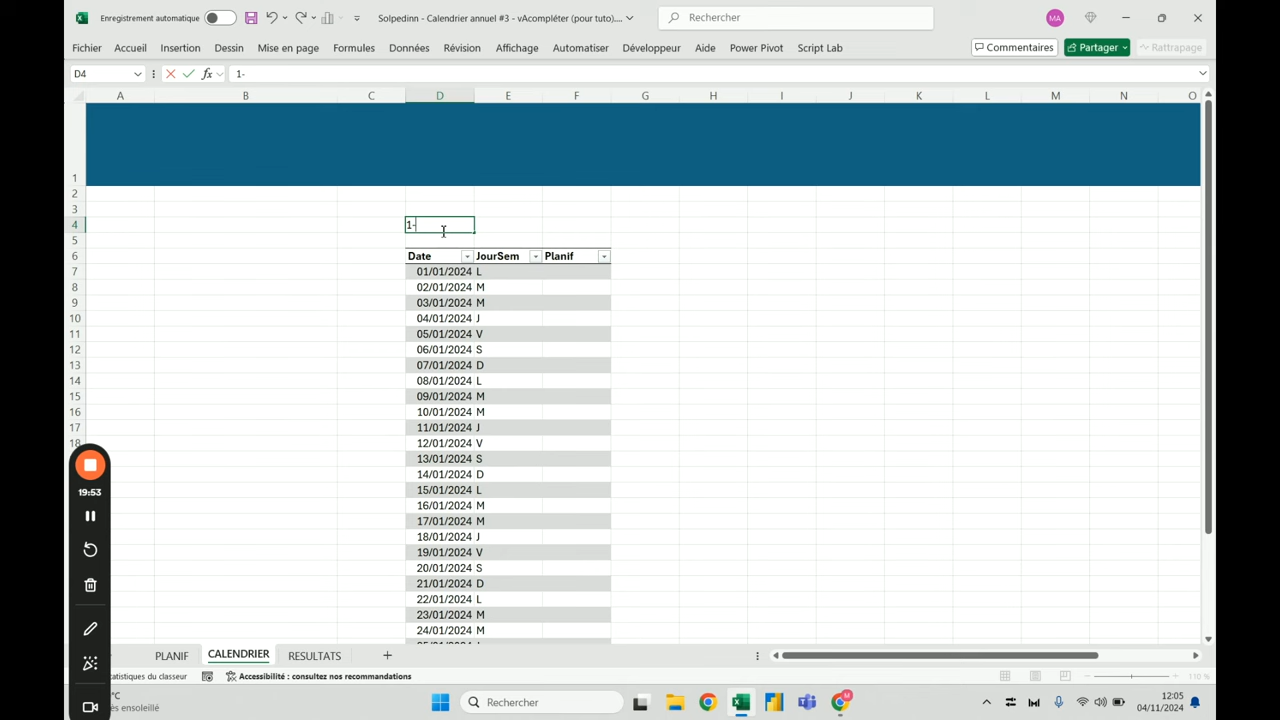 Enregistrement automatique
Solpedinn - Calendrier annuel #3 - vAcompléter (pour tuto)....
Rechercher
MA
Fichier Accueil Insertion Dessin Mise en page Formules Données Révision Affichage Automatiser Développeur Aide Power Pivot Script Lab
Commentaires
Partager
Rattrapage
D4 fx 1-
A B C D E F G H I J K L M N O
1
2
3
4 1-
5
6 Date JourSem Planif
7 01/01/2024 L
8 02/01/2024 M
9 03/01/2024 M
10 04/01/2024 J
11 05/01/2024 V
12 06/01/2024 S
13 07/01/2024 D
14 08/01/2024 L
15 09/01/2024 M
16 10/01/2024 M
17 11/01/2024 J
18 12/01/2024 V
13/01/2024 S
14/01/2024 D
15/01/2024 L
16/01/2024 M
17/01/2024 M
18/01/2024 J
19/01/2024 V
20/01/2024 S
21/01/2024 D
22/01/2024 L
23/01/2024 M
24/01/2024 M
19:53
PLANIF CALENDRIER RESULTATS
tatistiques du classeur
Accessibilité : consultez nos recommandations
110 %
°C
ensoleillé
Rechercher
12:05
04/11/2024